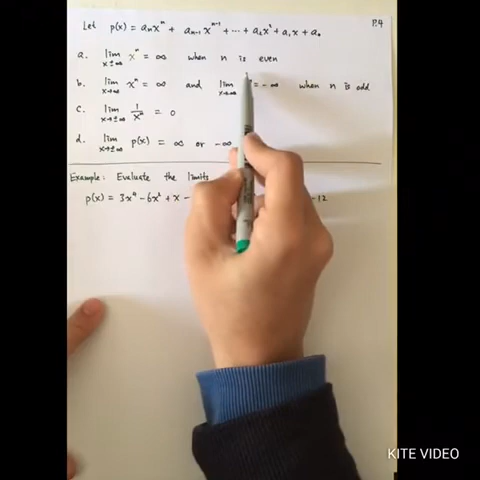 Let p(x) = aₙxⁿ + aₙ₋₁xⁿ⁻¹ + ... + a₂x² + a₁x + a₀ P.4
a. lim x→±∞ xⁿ = ∞ when n is even
b. lim x→∞ xⁿ = ∞ and lim = -∞ when n is odd
c. lim x→±∞ 1/xⁿ = 0
d. lim x→±∞ p(x) = ∞ or -∞
Example: Evaluate the limits
p(x) = 3x⁴ - 6x² + x - - 12
KITE VIDEO